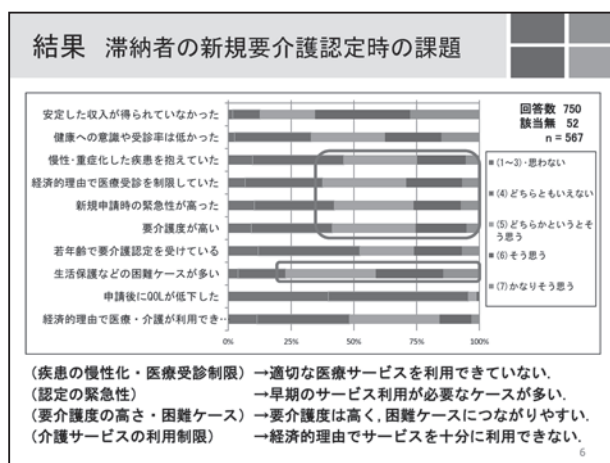 結果 滞納者の新規要介護認定時の課題
回答数 750
該当無 52
n = 567
安定した収入が得られていなかった
健康への意識や受診率は低かった
慢性・重症化した疾患を抱えていた
経済的理由で医療受診を制限していた
新規申請時の緊急性が高った
要介護度が高い
若年齢で要介護認定を受けている
生活保護などの困難ケースが多い
申請後にQOLが低下した
経済的理由で医療・介護が利用でき…
0% 25% 50% 75% 100%
(1~3)・思わない
(4)どちらともいえない
(5)どちらかというとそ
う思う
(6)そう思う
(7)かなりそう思う
(疾患の慢性化・医療受診制限) →適切な医療サービスを利用できていない.
(認定の緊急性) →早期のサービス利用が必要なケースが多い.
(要介護度の高さ・困難ケース) →要介護度は高く,困難ケースにつながりやすい.
(介護サービスの利用制限) →経済的理由でサービスを十分に利用できない.
6